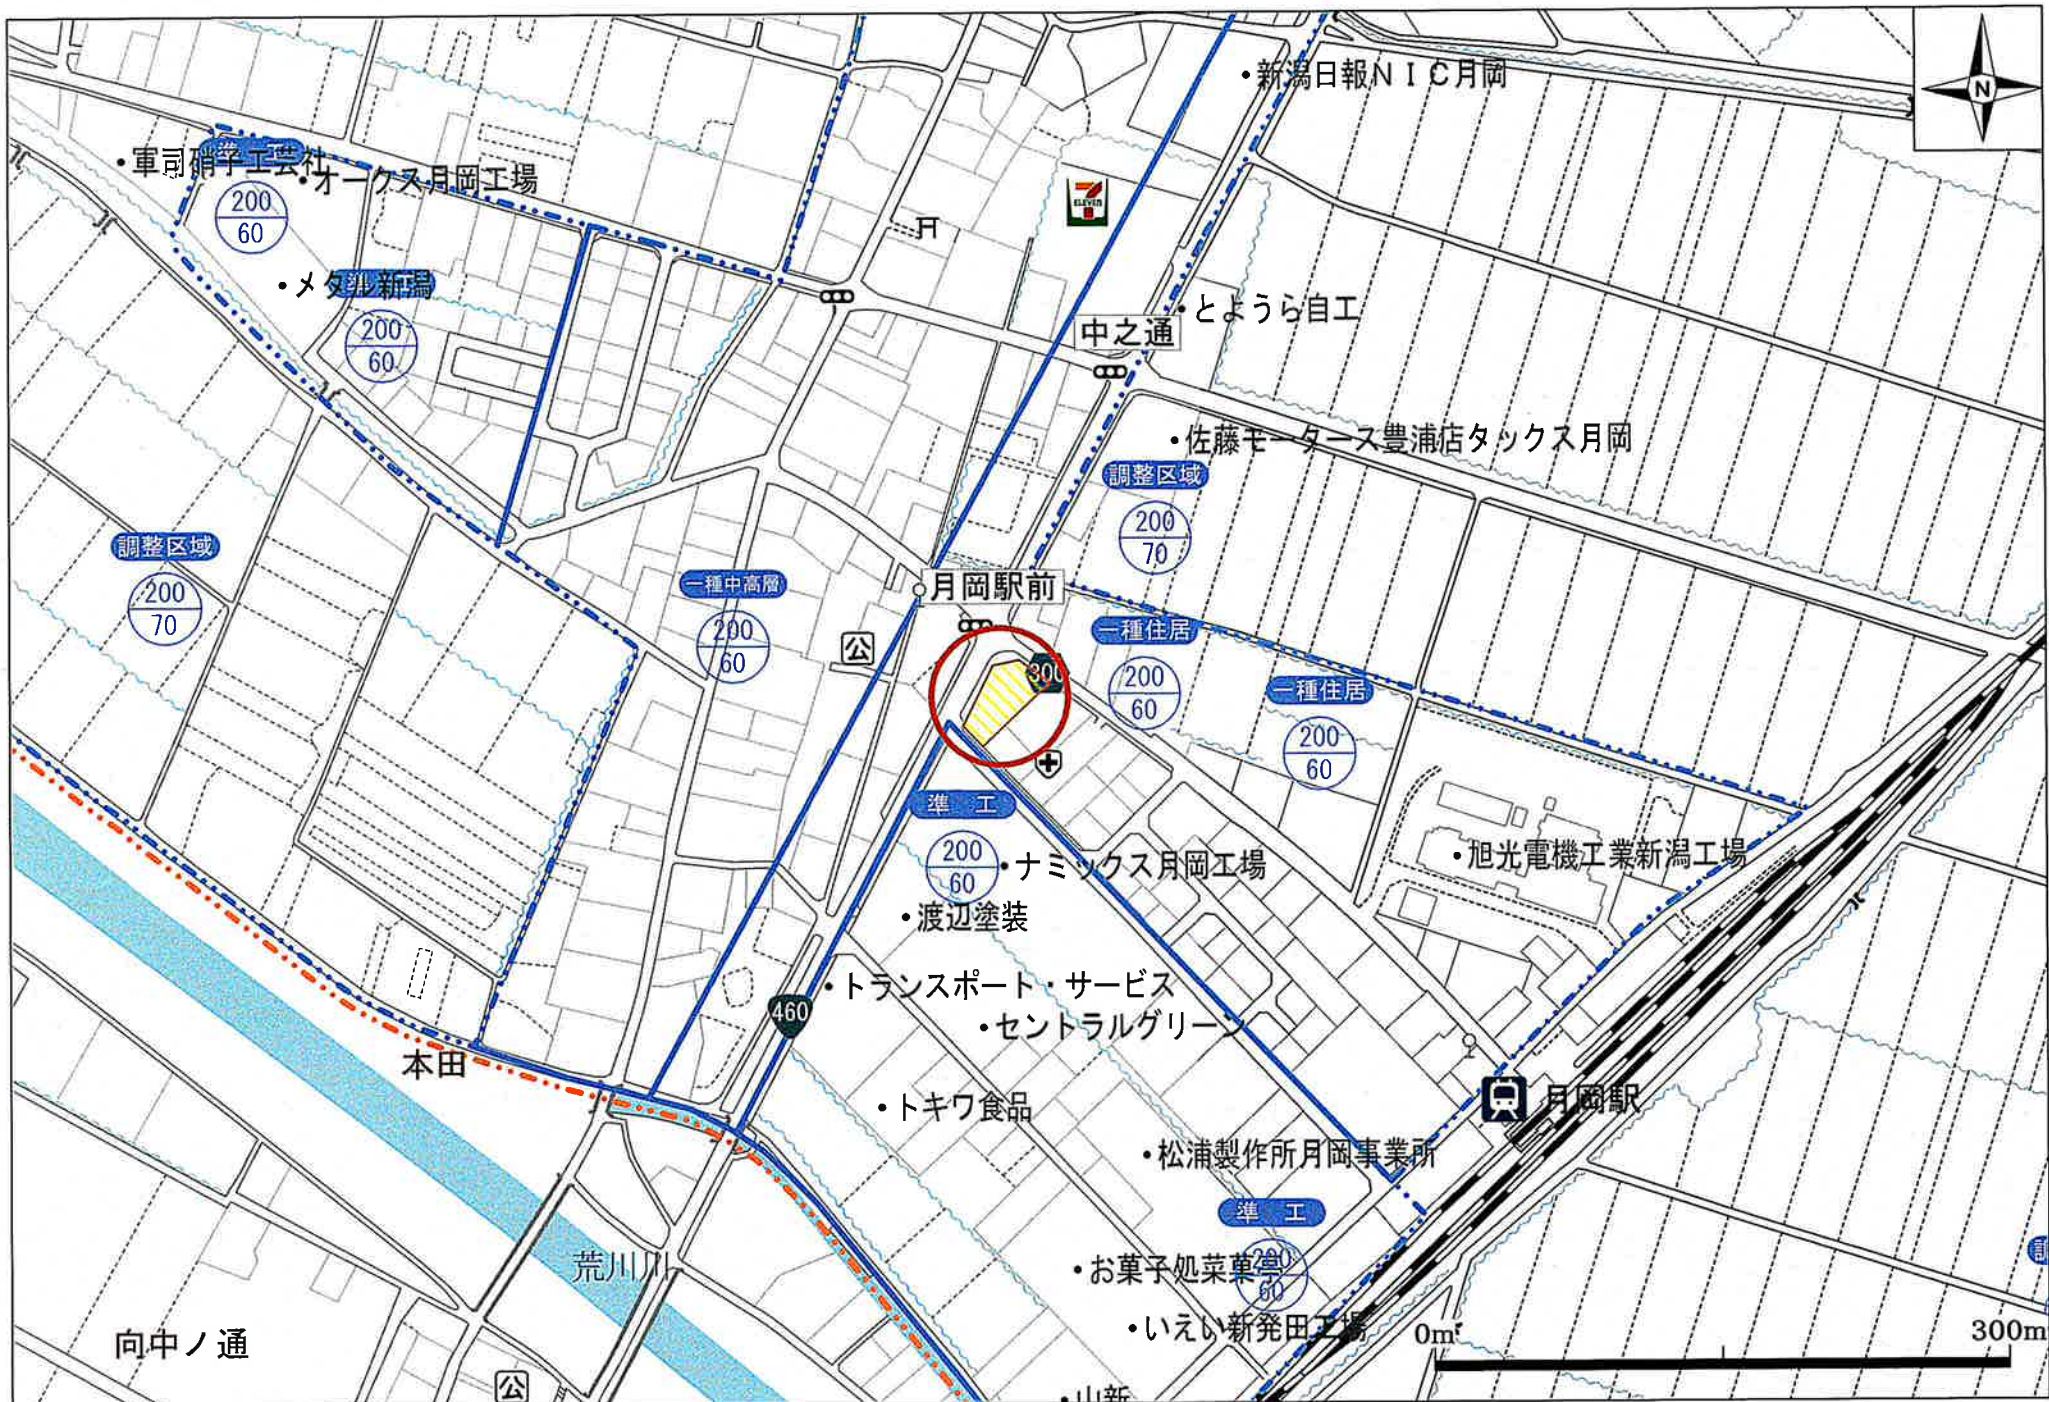 新潟日報ＮＩＣ月岡
N
準　工
軍司硝子工芸社
オークス月岡工場
200
60
7
ELEVEN
メタル新潟
200
60
とようら自工
中之通
佐藤モータース豊浦店タックス月岡
調整区域
200
70
調整区域
200
70
一種中高層
200
60
月岡駅前
公
一種住居
200
60
300
一種住居
200
60
準　工
200
60
ナミックス月岡工場
旭光電機工業新潟工場
渡辺塗装
トランスポート・サービス
460
セントラルグリーン
本田
トキワ食品
月岡駅
松浦製作所月岡事業所
準　工
200
60
荒川川
お菓子処菜菓亭
いえい新発田工場
向中ノ通
公
山新
0m
300m